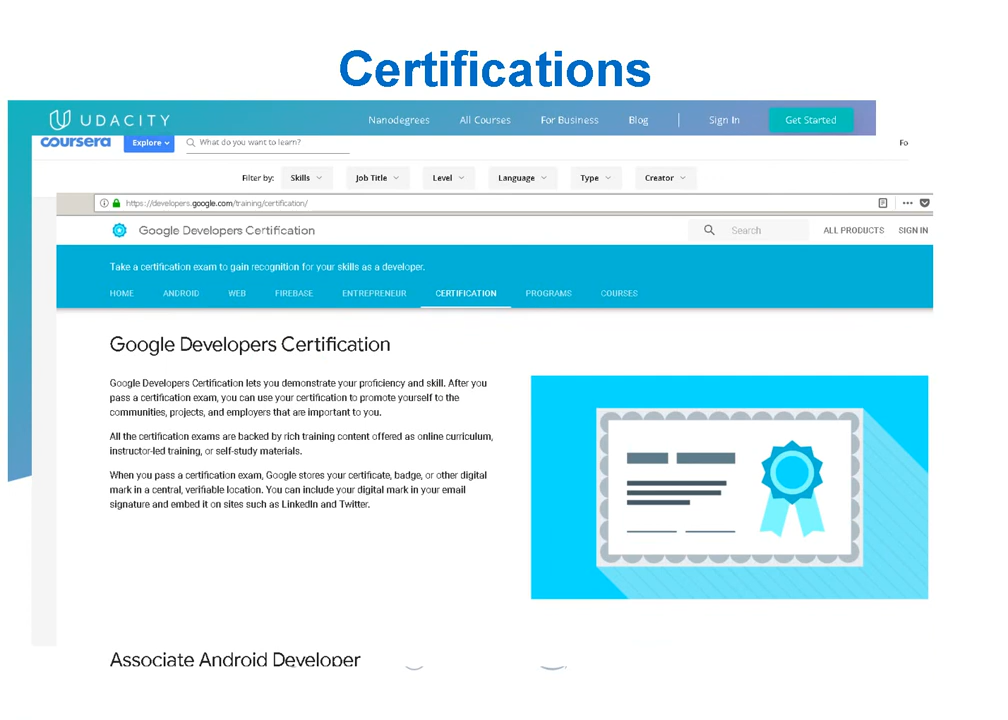 Certifications
UDACITY Nanodegrees All Courses For Business Blog Sign In Get Started
coursera Explore What do you want to learn? Fo
Filter by: Skills Job Title Level Language Type Creator
https://developers.google.com/training/certification/
Google Developers Certification Search ALL PRODUCTS SIGN IN
Take a certification exam to gain recognition for your skills as a developer.
HOME ANDROID WEB FIREBASE ENTREPRENEUR CERTIFICATION PROGRAMS COURSES
Google Developers Certification
Google Developers Certification lets you demonstrate your proficiency and skill. After you
pass a certification exam, you can use your certification to promote yourself to the
communities, projects, and employers that are important to you.
All the certification exams are backed by rich training content offered as online curriculum,
instructor-led training, or self-study materials.
When you pass a certification exam, Google stores your certificate, badge, or other digital
mark in a central, verifiable location. You can include your digital mark in your email
signature and embed it on sites such as LinkedIn and Twitter.
Associate Android Developer